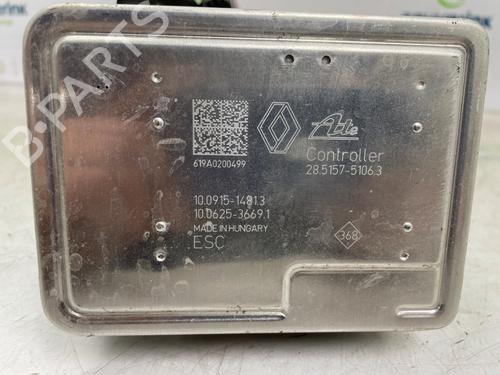 B-PARTS
619A0200499
Ate
Controller
28.5157-5106.3
10.0915-1481.3
10.0625-3669.1
MADE IN HUNGARY
ESC
368